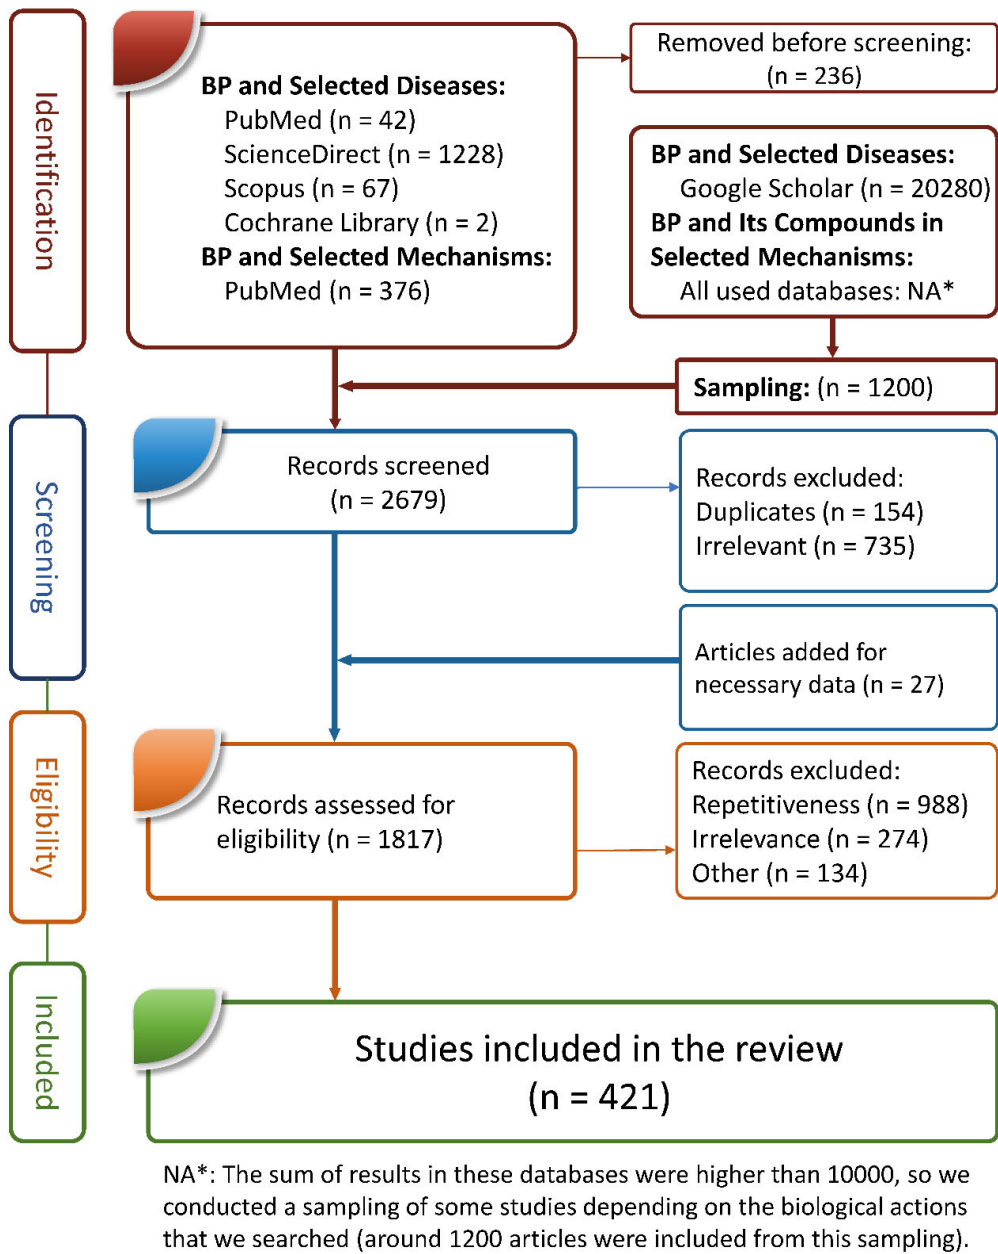 Identification
BP and Selected Diseases:
PubMed (n = 42)
ScienceDirect (n = 1228)
Scopus (n = 67)
Cochrane Library (n = 2)
BP and Selected Mechanisms:
PubMed (n = 376)
Removed before screening:
(n = 236)
BP and Selected Diseases:
Google Scholar (n = 20280)
BP and Its Compounds in
Selected Mechanisms:
All used databases: NA*
Sampling: (n = 1200)
Screening
Records screened
(n = 2679)
Records excluded:
Duplicates (n = 154)
Irrelevant (n = 735)
Articles added for
necessary data (n = 27)
Eligibility
Records assessed for
eligibility (n = 1817)
Records excluded:
Repetitiveness (n = 988)
Irrelevance (n = 274)
Other (n = 134)
Included
Studies included in the review
(n = 421)
NA*: The sum of results in these databases were higher than 10000, so we
conducted a sampling of some studies depending on the biological actions
that we searched (around 1200 articles were included from this sampling).